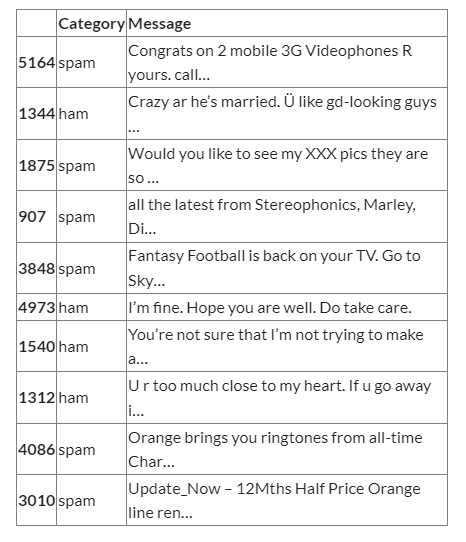 Category Message
5164 spam Congrats on 2 mobile 3G Videophones R
yours. call…
1344 ham Crazy ar he’s married. Ü like gd-looking guys
…
1875 spam Would you like to see my XXX pics they are
so …
907 spam all the latest from Stereophonics, Marley,
Di…
3848 spam Fantasy Football is back on your TV. Go to
Sky…
4973 ham I’m fine. Hope you are well. Do take care.
1540 ham You’re not sure that I’m not trying to make
a…
1312 ham U r too much close to my heart. If u go away
i…
4086 spam Orange brings you ringtones from all-time
Char…
3010 spam Update_Now – 12Mths Half Price Orange
line ren…